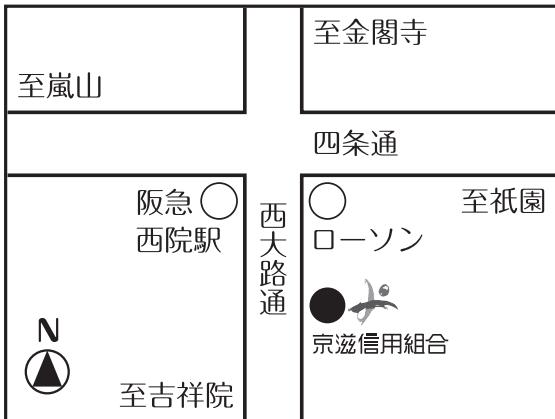 至金閣寺
至嵐山
四条通
阪急
西院駅
西大路通
至祇園
ローソン
京滋信用組合
N
至吉祥院